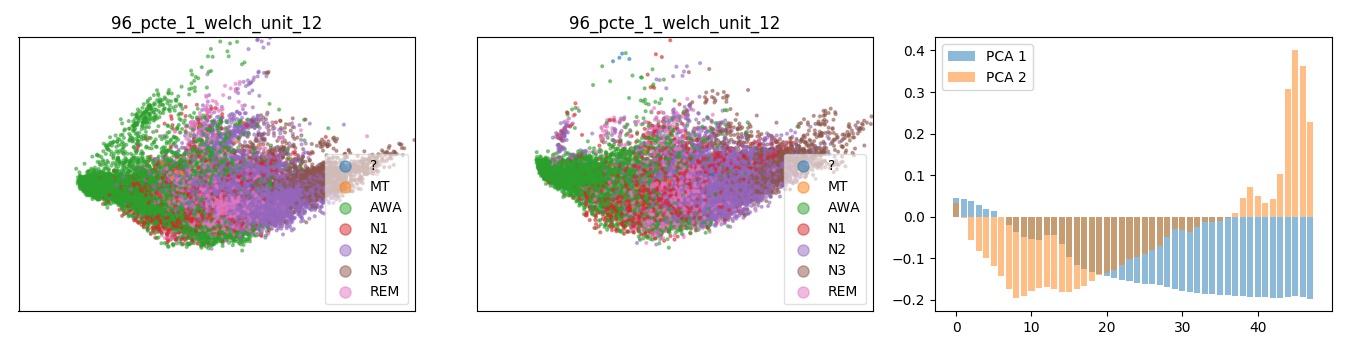 96_pcte_1_welch_unit_12
?
MT
AWA
N1
N2
N3
REM
96_pcte_1_welch_unit_12
?
MT
AWA
N1
N2
N3
REM
PCA 1
PCA 2
0.4
0.3
0.2
0.1
0.0
−0.1
−0.2
0 10 20 30 40